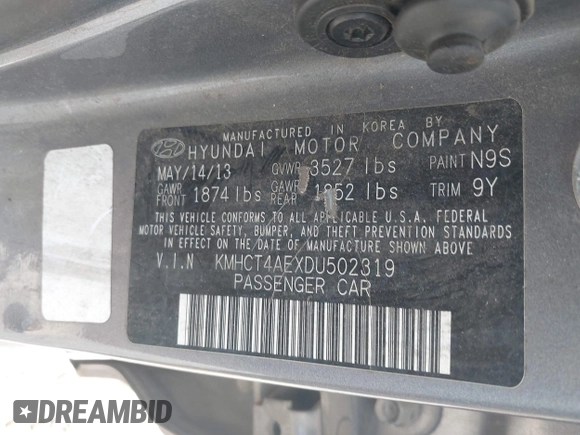 MANUFACTURED IN KOREA BY
HYUNDAI MOTOR COMPANY
MAY/14/13 GVWR 3527 lbs PAINT N9S
GAWR FRONT 1874 lbs GAWR REAR 1852 lbs TRIM 9Y
THIS VEHICLE CONFORMS TO ALL APPLICABLE U.S.A. FEDERAL
MOTOR VEHICLE SAFETY, BUMPER, AND THEFT PREVENTION STANDARDS
IN EFFECT ON THE DATE OF MANUFACTURE SHOWN ABOVE.
V.I.N KMHCT4AEXDU502319
PASSENGER CAR
DREAMBID